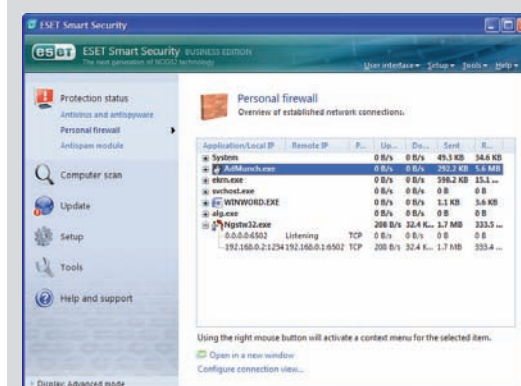 ESET Smart Security
eseT ESET Smart Security BUSINESS EDITION
The next generation of NOD32 technology
User interface Setup Tools Help
Protection status
Antivirus and antispyware
Personal firewall
Antispam module
Computer scan
Update
Setup
Tools
Help and support
Display: Advanced mode
Personal firewall
Overview of established network connections.
Application/Local IP Remote IP P... Up... Do... Sent R...
System 0 B/s 0 B/s 49.3 KB 34.6 KB
AdMunch.exe 0 B/s 0 B/s 292.2 KB 5.6 MB
ekrn.exe 0 B/s 0 B/s 598.2 KB 15.1 ...
svchost.exe 0 B/s 0 B/s 0 B 0 B
WINWORD.EXE 0 B/s 0 B/s 1.1 KB 3.6 KB
alg.exe 0 B/s 0 B/s 0 B 0 B
Ngstw32.exe 200 B/s 32.4 K... 1.7 MB 333.5 ...
0.0.0.0:6502 Listening TCP 0 B/s 0 B/s 0 B 0 B
192.168.0.2:1254 192.168.0.1:6502 TCP 200 B/s 32.4 K... 1.7 MB 333.4 ...
Using the right mouse button will activate a context menu for the selected item.
Open in a new window
Configure connection view...